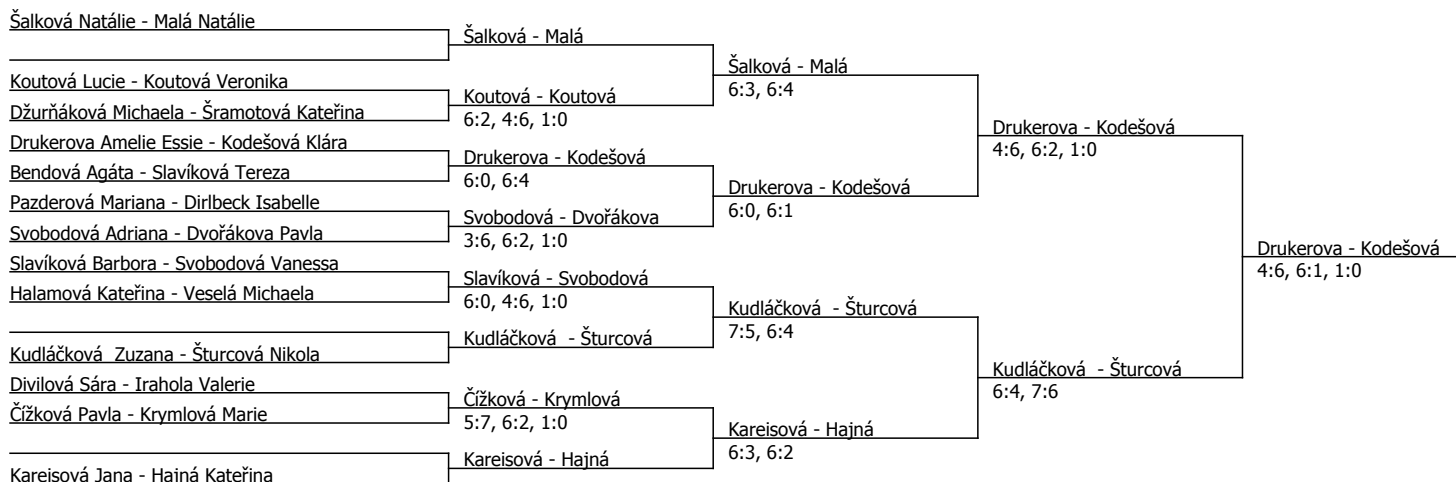 Šalková Natálie - Malá Natálie
Koutová Lucie - Koutová Veronika
Džurňáková Michaela - Šramotová Kateřina
Drukerova Amelie Essie - Kodešová Klára
Bendová Agáta - Slavíková Tereza
Pazderová Mariana - Dirlbeck Isabelle
Svobodová Adriana - Dvořákova Pavla
Slavíková Barbora - Svobodová Vanessa
Halamová Kateřina - Veselá Michaela
Kudláčková  Zuzana - Šturcová Nikola
Divilová Sára - Irahola Valerie
Čížková Pavla - Krymlová Marie
Kareisová Jana - Hajná Kateřina
Šalková - Malá
Koutová - Koutová
6:2, 4:6, 1:0
Drukerova - Kodešová
6:0, 6:4
Svobodová - Dvořákova
3:6, 6:2, 1:0
Slavíková - Svobodová
6:0, 4:6, 1:0
Kudláčková  - Šturcová
Čížková - Krymlová
5:7, 6:2, 1:0
Kareisová - Hajná
Šalková - Malá
6:3, 6:4
Drukerova - Kodešová
6:0, 6:1
Kudláčková  - Šturcová
7:5, 6:4
Kareisová - Hajná
6:3, 6:2
Drukerova - Kodešová
4:6, 6:2, 1:0
Kudláčková  - Šturcová
6:4, 7:6
Drukerova - Kodešová
4:6, 6:1, 1:0